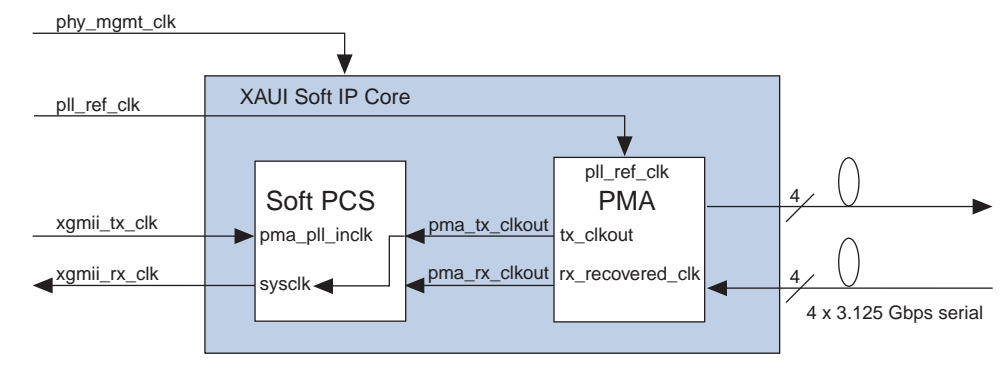 phy_mgmt_clk
XAUI Soft IP Core
pll_ref_clk
pll_ref_clk
Soft PCS
PMA
4
xgmii_tx_clk
pma_pll_inclk
pma_tx_clkout
tx_clkout
xgmii_rx_clk
sysclk
pma_rx_clkout
rx_recovered_clk
4
4 x 3.125 Gbps serial